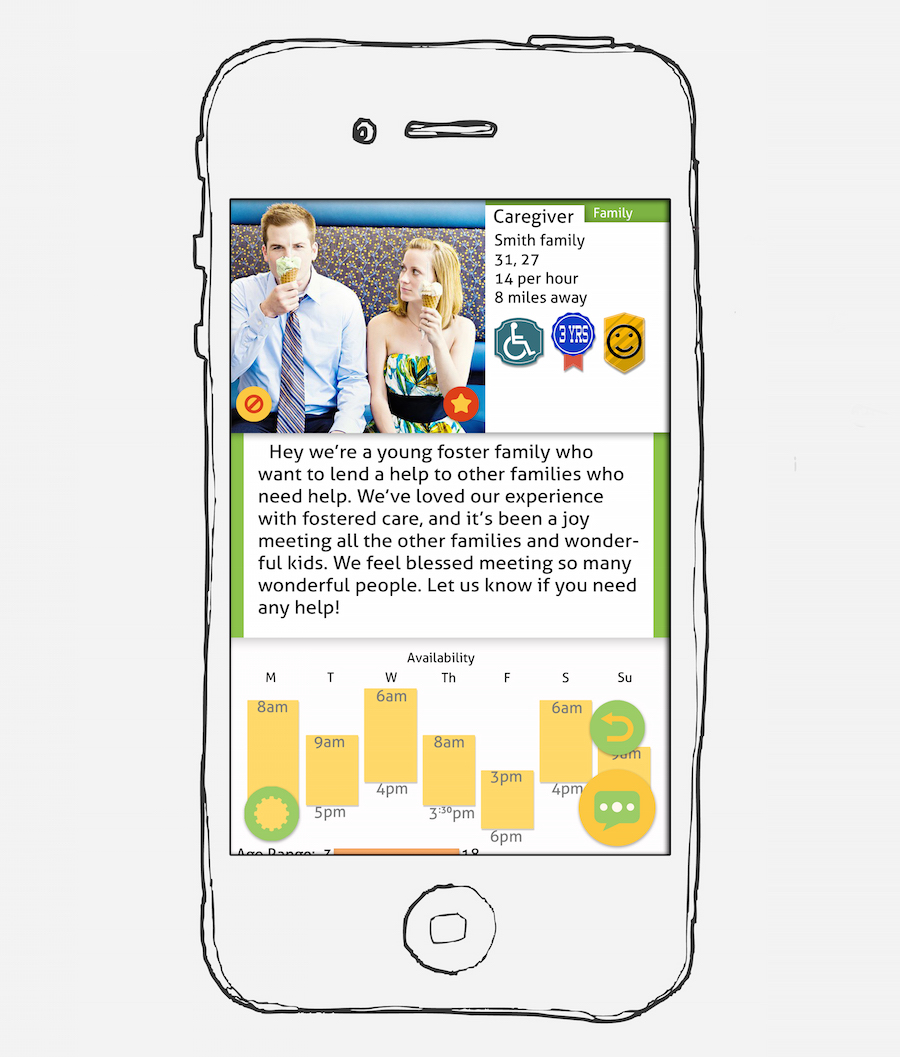 Caregiver
Family
Smith family
31, 27
14 per hour
8 miles away
3 YRS
Hey we're a young foster family who
want to lend a help to other families who
need help. We've loved our experience
with fostered care, and it's been a joy
meeting all the other families and wonder-
ful kids. We feel blessed meeting so many
wonderful people. Let us know if you need
any help!
Availability
M T W Th F S Su
8am
9am
5pm
6am
4pm
8am
3:30pm
3pm
6pm
6am
4pm
9am
Age Range: 18